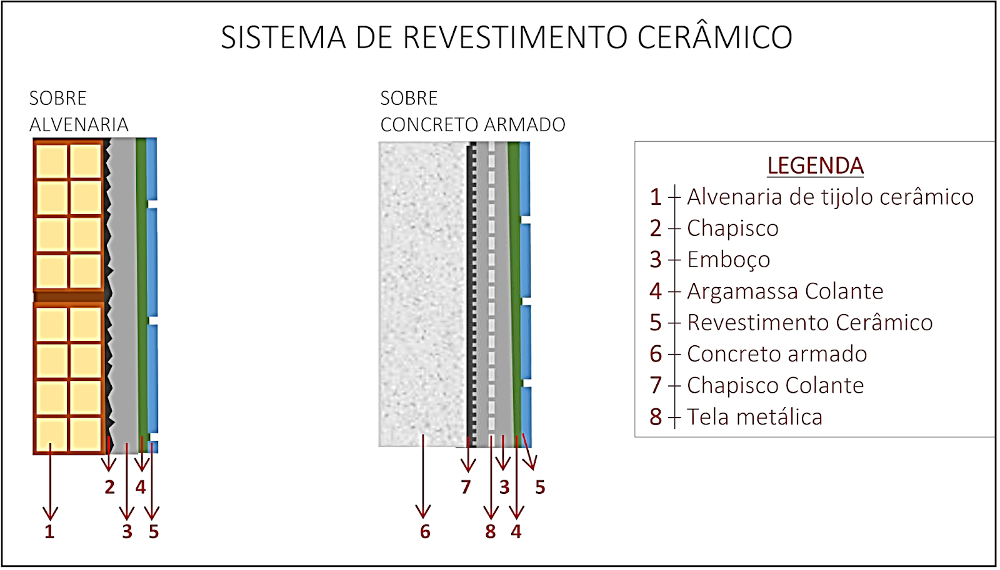 SISTEMA DE REVESTIMENTO CERÂMICO
SOBRE
ALVENARIA
SOBRE
CONCRETO ARMADO
LEGENDA
1 Alvenaria de tijolo cerâmico
2 Chapisco
3 Emboço
4 Argamassa Colante
5 Revestimento Cerâmico
6 Concreto armado
7 Chapisco Colante
8 Tela metálica
2 4
1 3 5
7 3 5
6 8 4